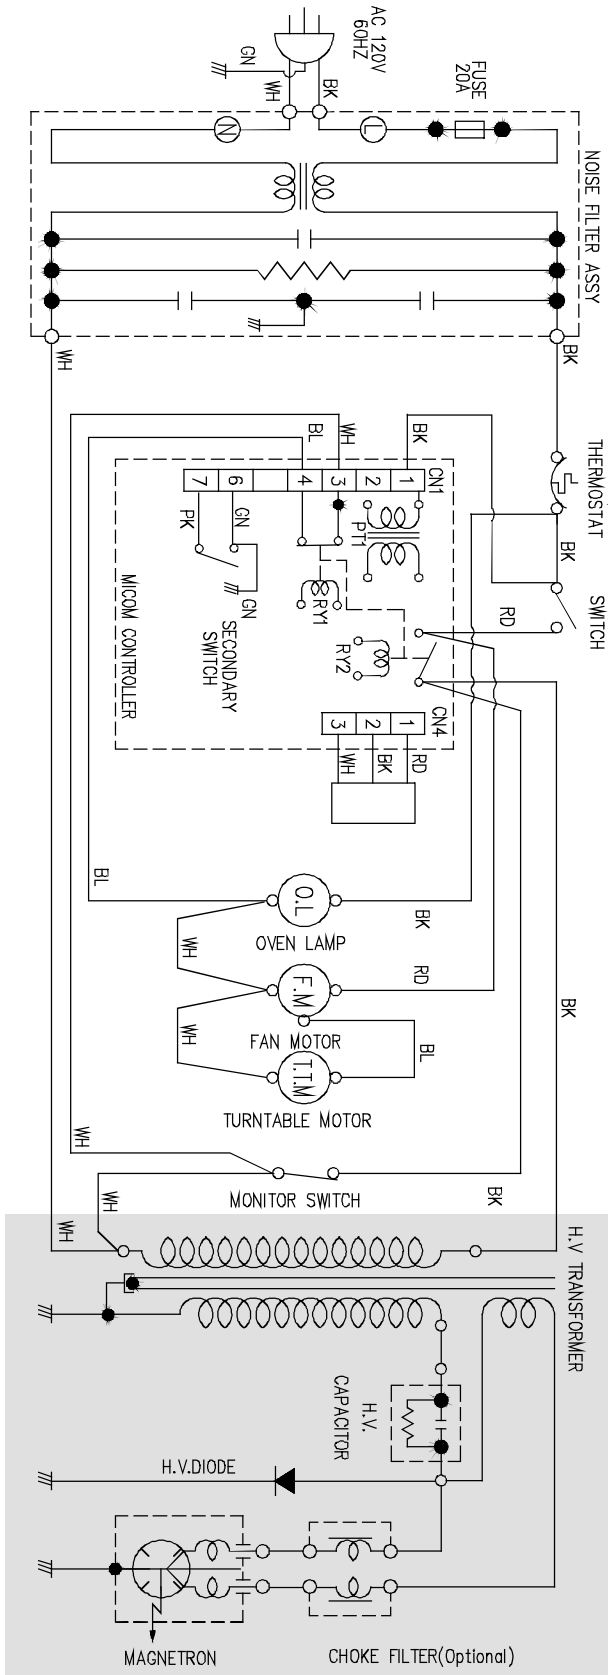 AC 120V
60HZ
GN
WH
BK
FUSE
20A
N
L
NOISE FILTER ASSY
WH
BK
THERMOSTAT
BL
WH
BK
CN1
7
6
4
3
2
1
PK
GN
GN
PT1
RY1
RY2
BK
SWITCH
RD
MICOM CONTROLLER
SECONDARY
SWITCH
CN4
3
2
1
WH
BK
RD
BL
O.L
BK
OVEN LAMP
WH
F.M
RD
BK
FAN MOTOR
WH
BL
T.T.M
TURNTABLE MOTOR
WH
MONITOR SWITCH
WH
BK
WH
H.V TRANSFORMER
H.V.
CAPACITOR
H.V.DIODE
MAGNETRON
CHOKE FILTER(Optional)